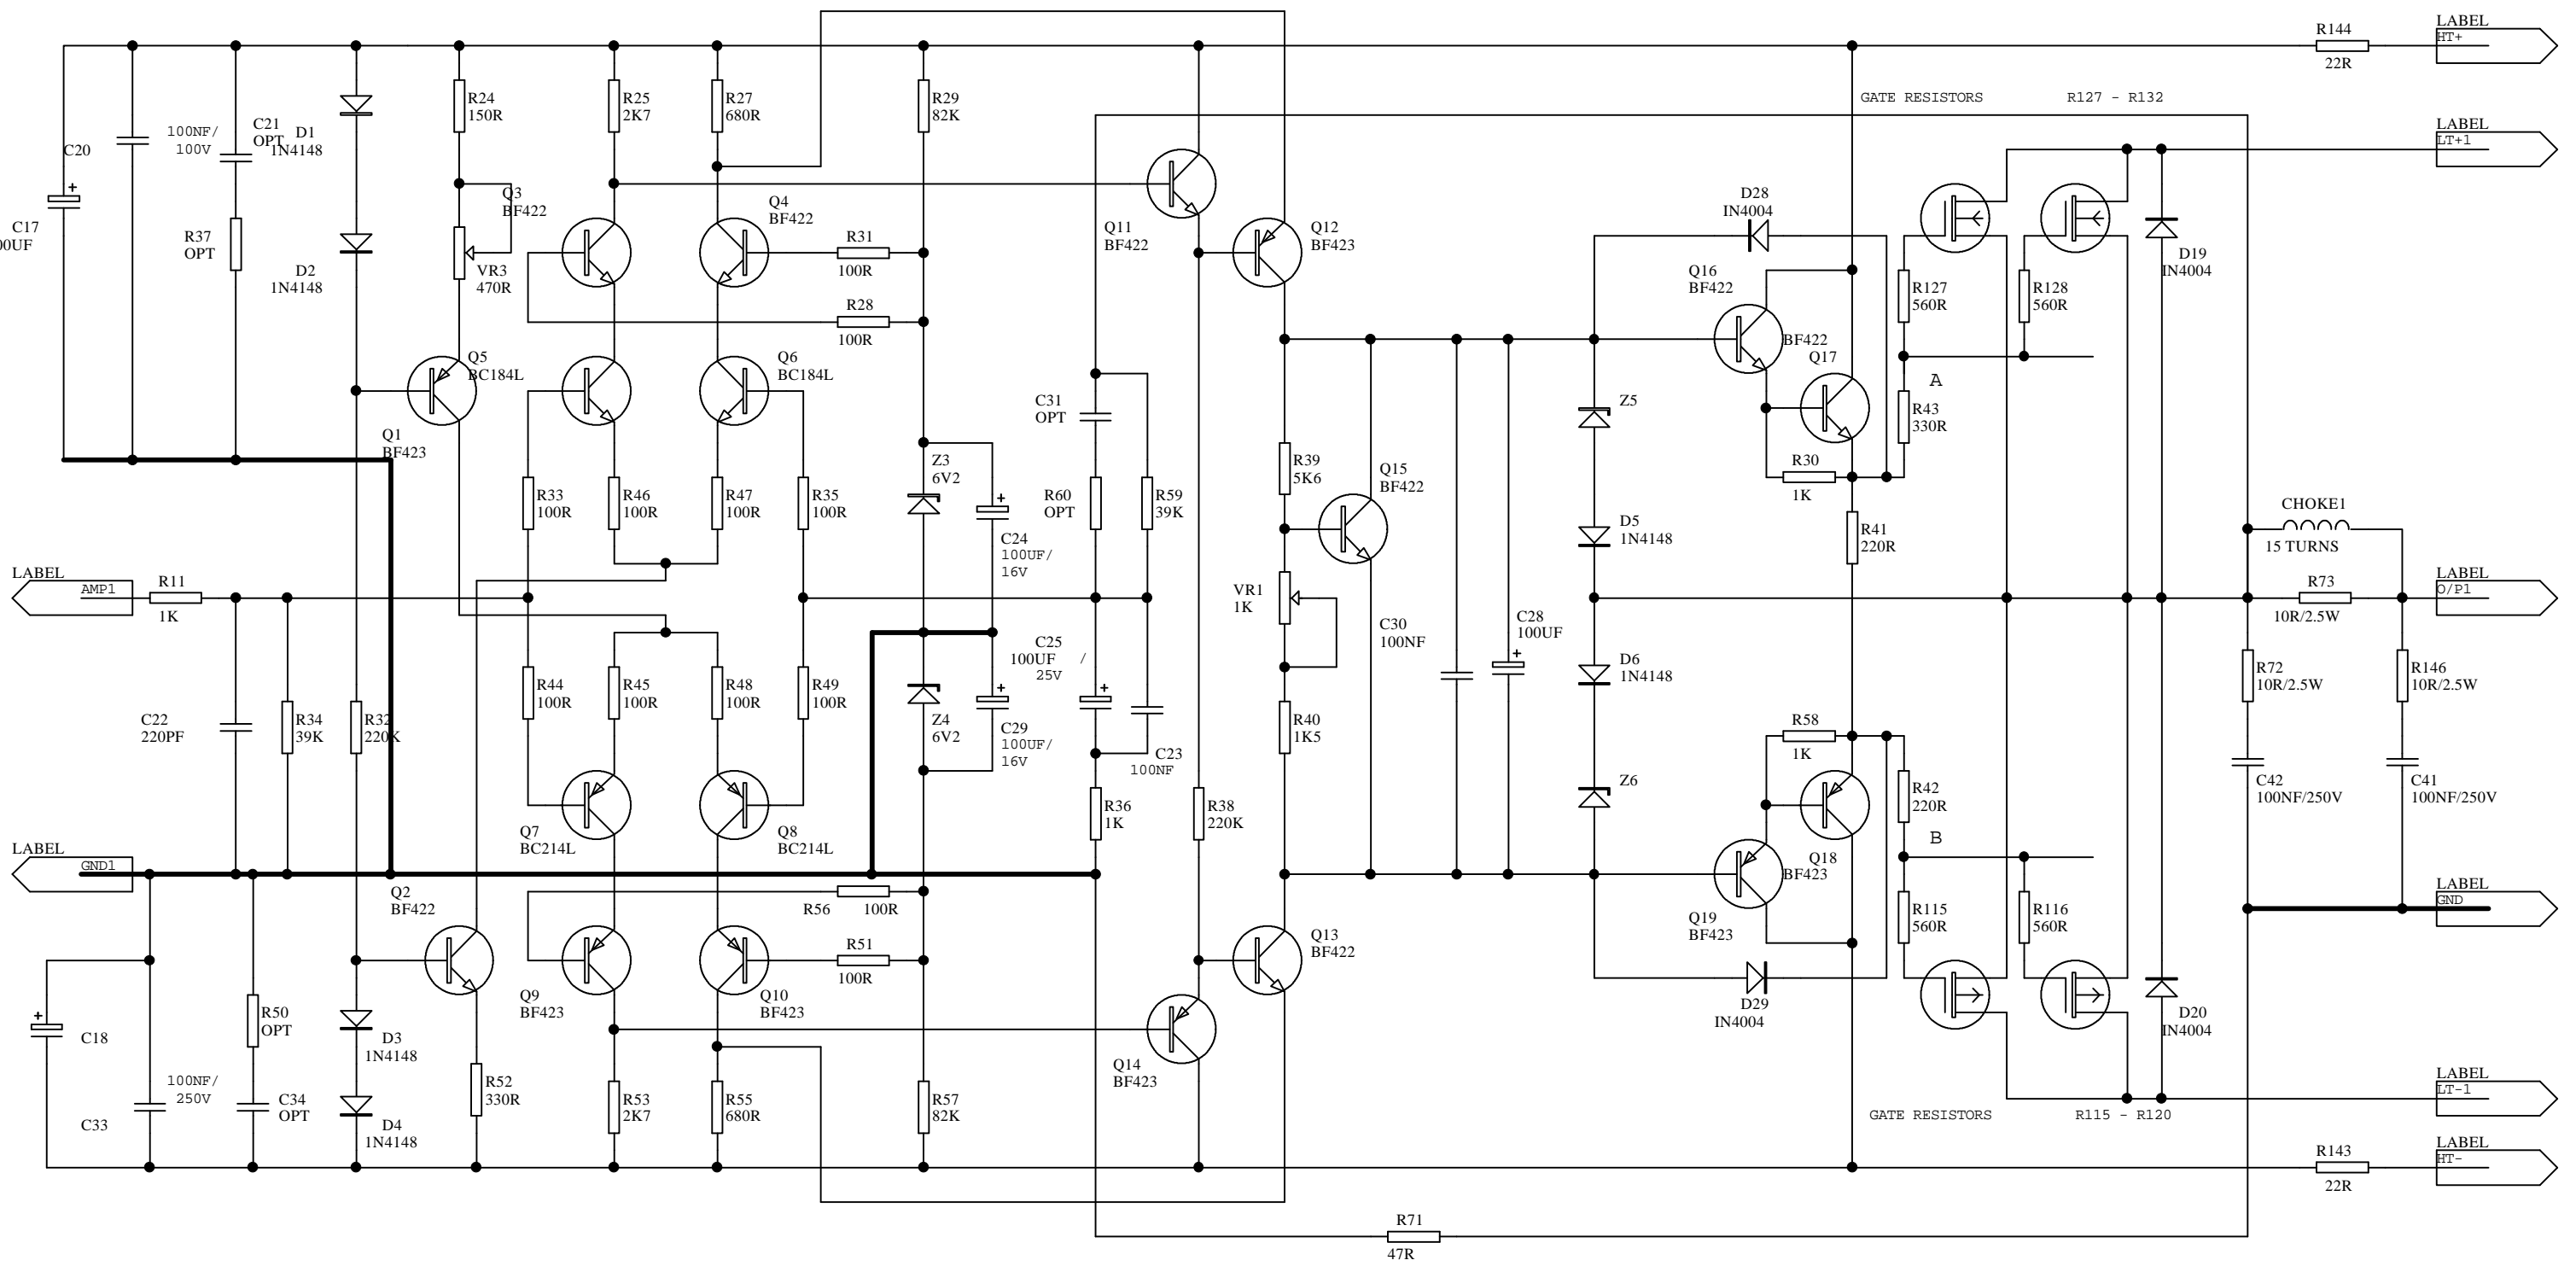 LABEL
HT+
R144
22R
GATE RESISTORS
R127 - R132
LABEL
LT+1
C20
100NF/
100V
C21
OPT
D1
1N4148
R24
150R
R25
2K7
R27
680R
R29
82K
C17
00UF
R37
OPT
D2
1N4148
Q3
BF422
VR3
470R
Q4
BF422
R31
100R
R28
100R
Q11
BF422
Q12
BF423
D28
IN4004
Q16
BF422
BF422
Q17
R127
560R
R128
560R
D19
IN4004
A
R43
330R
Q5
BC184L
Q6
BC184L
Q1
BF423
C31
OPT
Z5
R30
1K
Z3
6V2
R39
5K6
Q15
BF422
R33
100R
R46
100R
R47
100R
R35
100R
R60
OPT
R59
39K
C24
100UF/
16V
D5
1N4148
R41
220R
CHOKE1
15 TURNS
LABEL
AMP1
R11
1K
VR1
1K
R73
10R/2.5W
LABEL
O/P1
C30
100NF
C28
100UF
C25
100UF /
25V
R44
100R
R45
100R
R48
100R
R49
100R
D6
1N4148
R72
10R/2.5W
R146
10R/2.5W
C22
220PF
R34
39K
R32
220K
Z4
6V2
C29
100UF/
16V
C23
100NF
R40
1K5
R58
1K
Z6
R42
220R
C42
100NF/250V
C41
100NF/250V
R36
1K
R38
220K
Q7
BC214L
Q8
BC214L
B
LABEL
GND1
Q18
BF423
LABEL
GND
Q2
BF422
R56
100R
Q19
BF423
R115
560R
R116
560R
R51
100R
Q13
BF422
Q9
BF423
Q10
BF423
D29
IN4004
D20
IN4004
R50
OPT
C18
D3
1N4148
Q14
BF423
100NF/
250V
C33
C34
OPT
D4
1N4148
R52
330R
R53
2K7
R55
680R
R57
82K
LABEL
LT-1
GATE RESISTORS
R115 - R120
LABEL
HT-
R143
22R
R71
47R